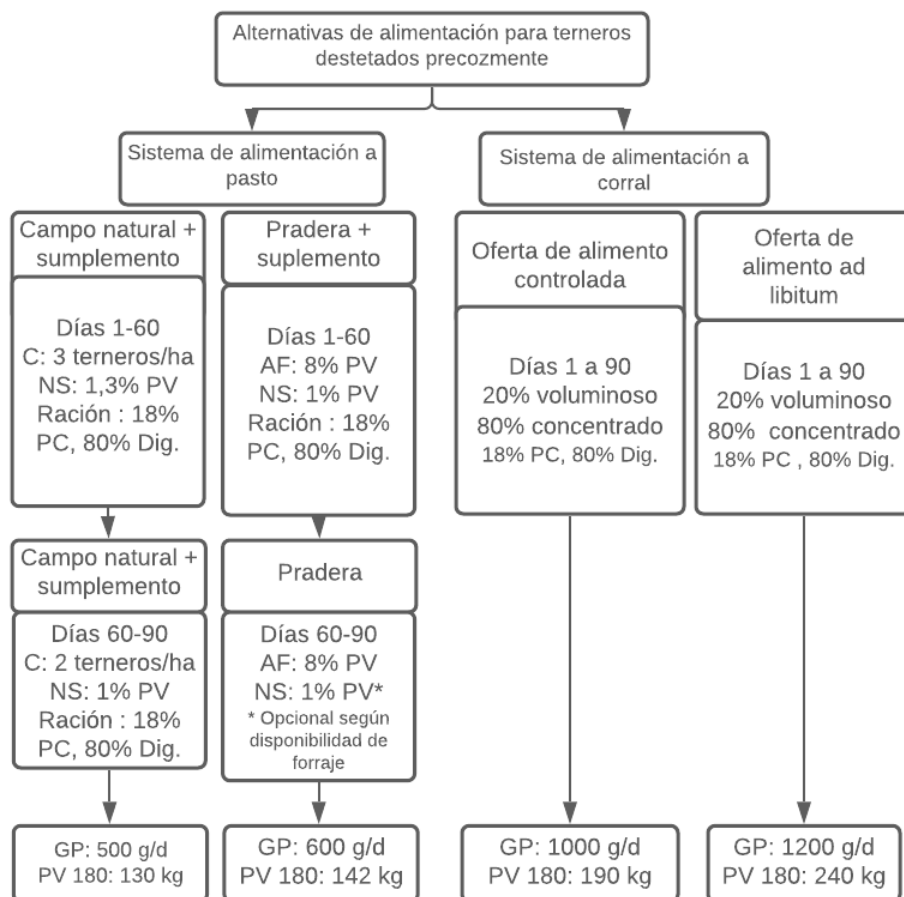 Alternativas de alimentación para terneros
destetados precozmente
Sistema de alimentación a
pasto
Sistema de alimentación a
corral
Campo natural +
sumplemento
Días 1-60
C: 3 terneros/ha
NS: 1,3% PV
Ración : 18%
PC, 80% Dig.
Pradera +
suplemento
Días 1-60
AF: 8% PV
NS: 1% PV
Ración : 18%
PC, 80% Dig.
Oferta de alimento
controlada
Días 1 a 90
20% voluminoso
80% concentrado
18% PC, 80% Dig.
Oferta de
alimento ad
libitum
Días 1 a 90
20% voluminoso
80% concentrado
18% PC , 80% Dig.
Campo natural +
sumplemento
Días 60-90
C: 2 terneros/ha
NS: 1% PV
Ración : 18%
PC, 80% Dig.
Pradera
Días 60-90
AF: 8% PV
NS: 1% PV*
* Opcional según
disponibilidad de
forraje
GP: 500 g/d
PV 180: 130 kg
GP: 600 g/d
PV 180: 142 kg
GP: 1000 g/d
PV 180: 190 kg
GP: 1200 g/d
PV 180: 240 kg